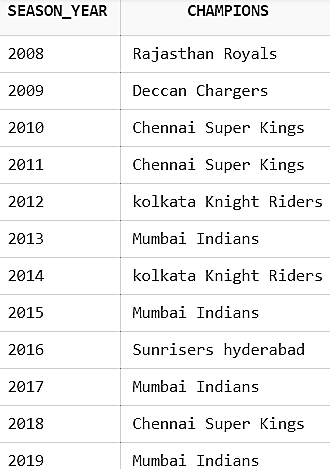 SEASON_YEAR CHAMPIONS
2008 Rajasthan Royals
2009 Deccan Chargers
2010 Chennai Super Kings
2011 Chennai Super Kings
2012 kolkata Knight Riders
2013 Mumbai Indians
2014 kolkata Knight Riders
2015 Mumbai Indians
2016 Sunrisers hyderabad
2017 Mumbai Indians
2018 Chennai Super Kings
2019 Mumbai Indians